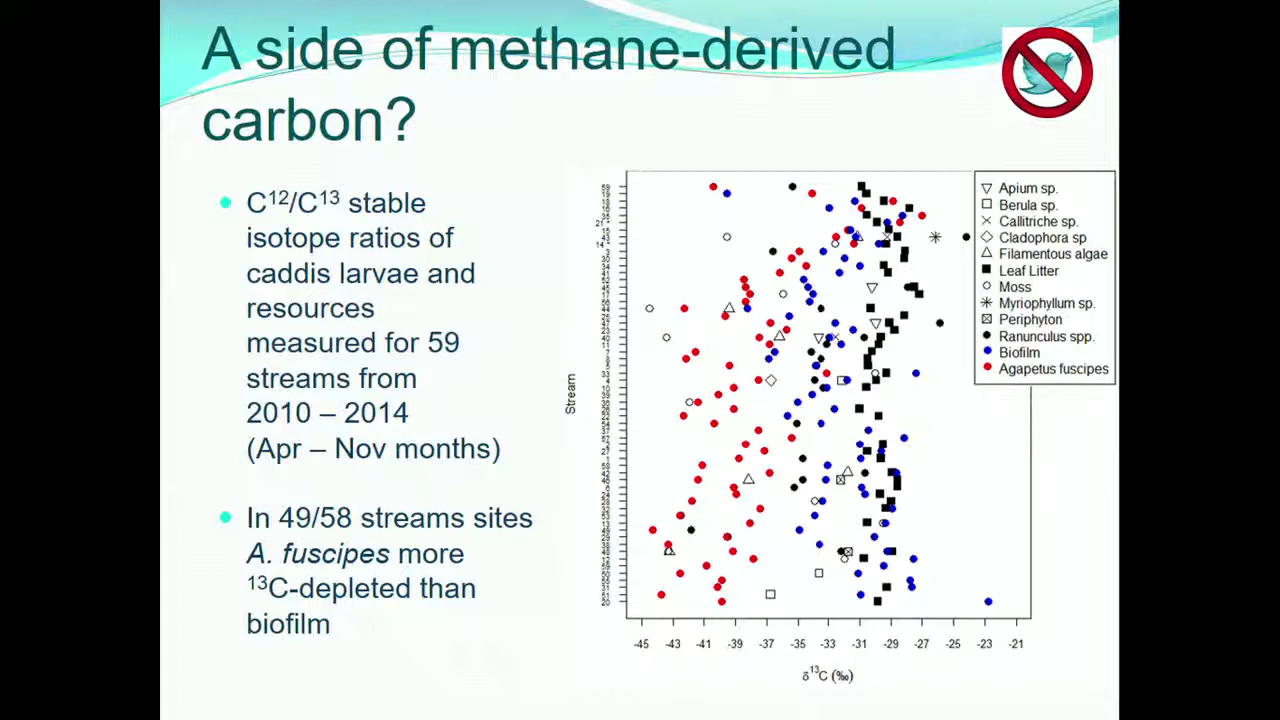 A side of methane-derived
carbon?
C12/C13 stable
isotope ratios of
caddis larvae and
resources
measured for 59
streams from
2010 – 2014
(Apr – Nov months)
In 49/58 streams sites
A. fuscipes more
13C-depleted than
biofilm
Stream
Apium sp.
Berula sp.
Callitriche sp.
Cladophora sp
Filamentous algae
Leaf Litter
Moss
Myriophyllum sp.
Periphyton
Ranunculus spp.
Biofilm
Agapetus fuscipes
-45 -43 -41 -39 -37 -35 -33 -31 -29 -27 -25 -23 -21
δ13C (‰)